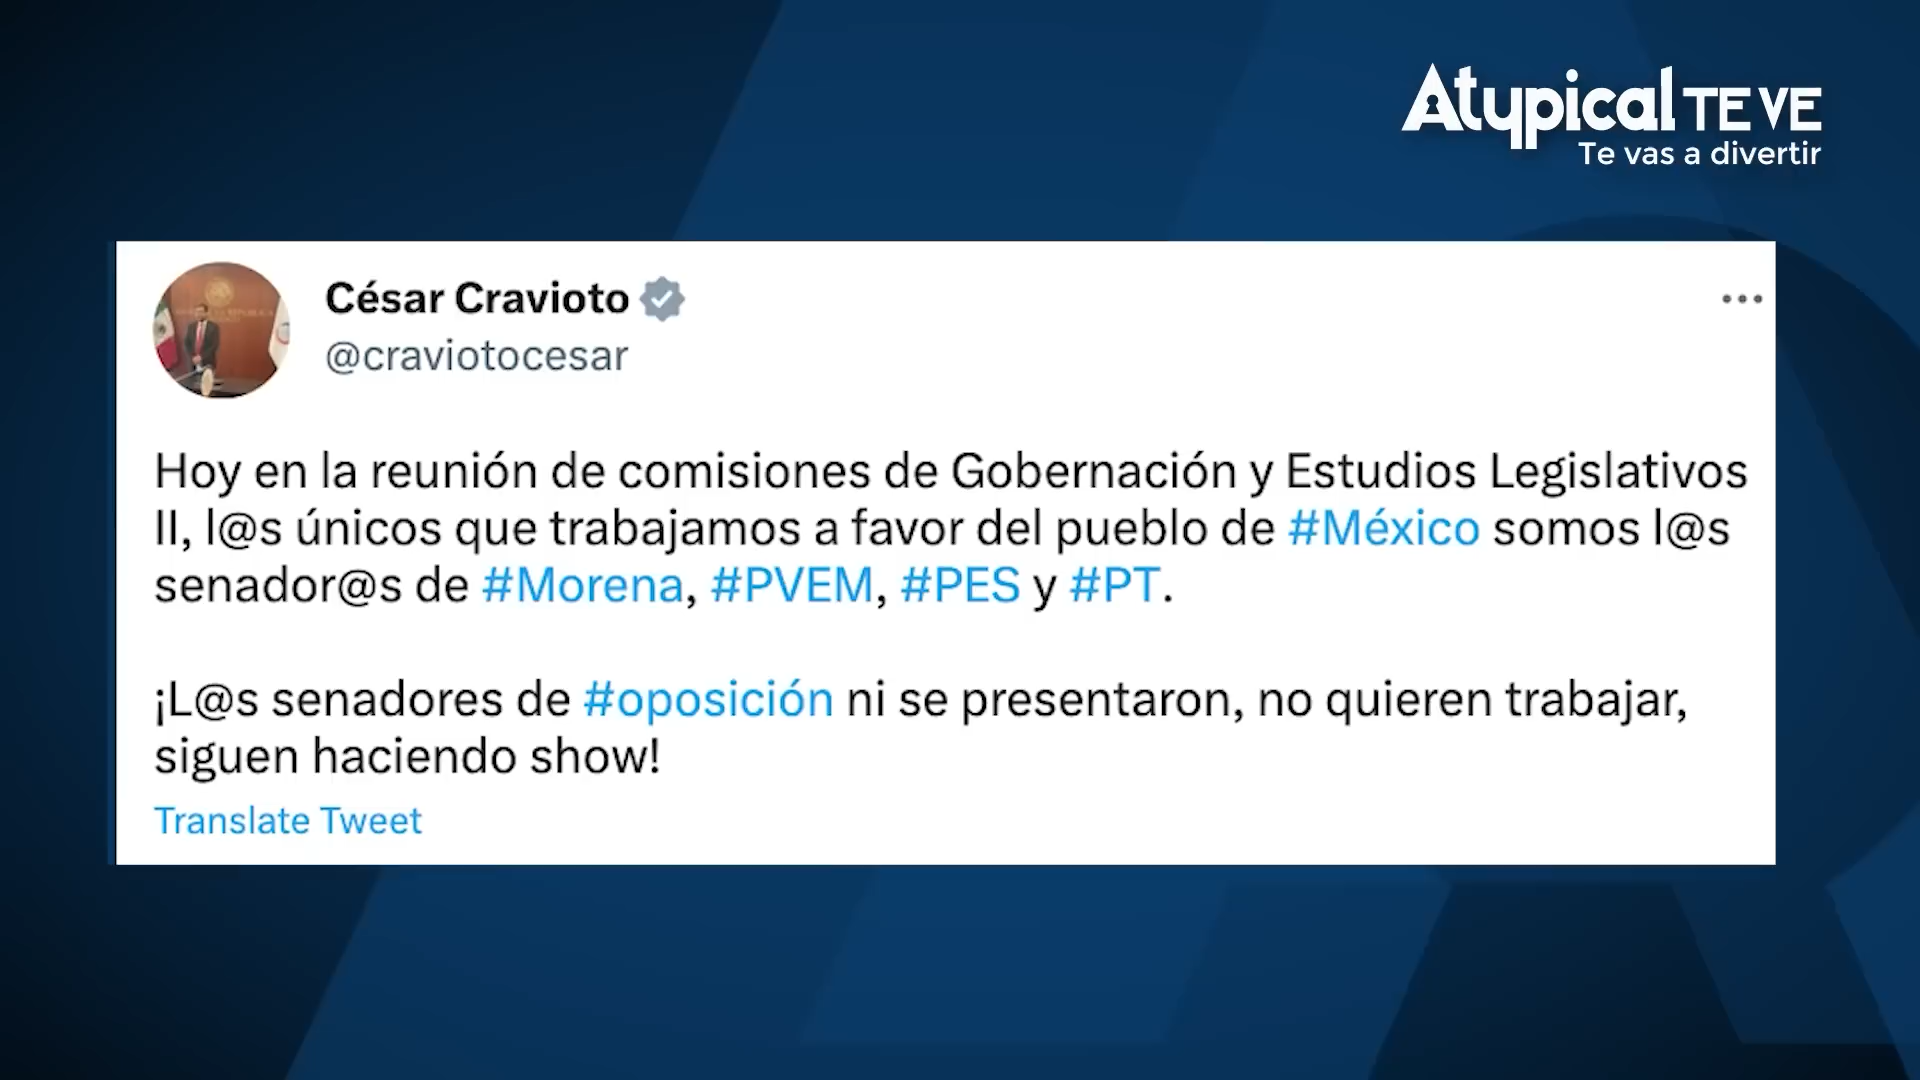 Atypical TE VE
Te vas a divertir
César Cravioto
@craviotocesar
Hoy en la reunión de comisiones de Gobernación y Estudios Legislativos
II, l@s únicos que trabajamos a favor del pueblo de #México somos l@s
senador@s de #Morena, #PVEM, #PES y #PT.
¡L@s senadores de #oposición ni se presentaron, no quieren trabajar,
siguen haciendo show!
Translate Tweet